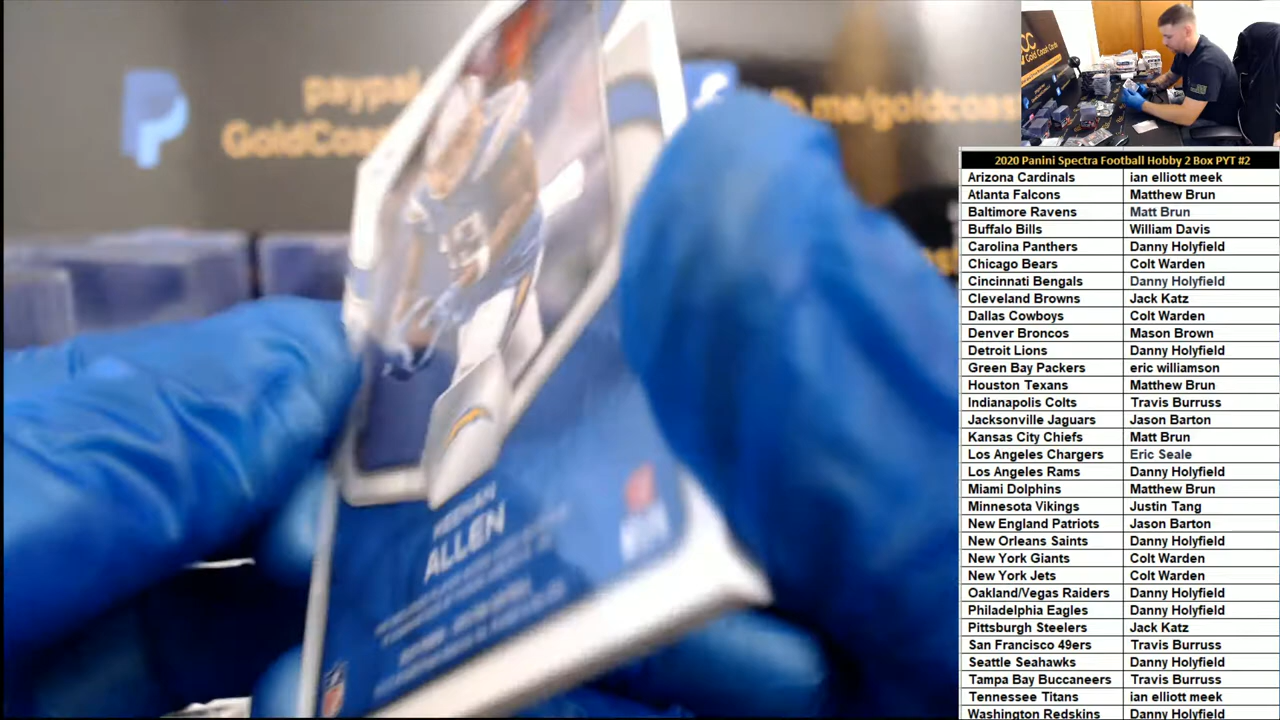 paypal
GoldCoas
fb.me/goldcoas
ALLEN
Gold Coast Cards
2020 Panini Spectra Football Hobby 2 Box PYT #2
Arizona Cardinals ian elliott meek
Atlanta Falcons Matthew Brun
Baltimore Ravens Matt Brun
Buffalo Bills William Davis
Carolina Panthers Danny Holyfield
Chicago Bears Colt Warden
Cincinnati Bengals Danny Holyfield
Cleveland Browns Jack Katz
Dallas Cowboys Colt Warden
Denver Broncos Mason Brown
Detroit Lions Danny Holyfield
Green Bay Packers eric williamson
Houston Texans Matthew Brun
Indianapolis Colts Travis Burruss
Jacksonville Jaguars Jason Barton
Kansas City Chiefs Matt Brun
Los Angeles Chargers Eric Seale
Los Angeles Rams Danny Holyfield
Miami Dolphins Matthew Brun
Minnesota Vikings Justin Tang
New England Patriots Jason Barton
New Orleans Saints Danny Holyfield
New York Giants Colt Warden
New York Jets Colt Warden
Oakland/Vegas Raiders Danny Holyfield
Philadelphia Eagles Danny Holyfield
Pittsburgh Steelers Jack Katz
San Francisco 49ers Travis Burruss
Seattle Seahawks Danny Holyfield
Tampa Bay Buccaneers Travis Burruss
Tennessee Titans ian elliott meek
Washington Redskins Danny Holyfield